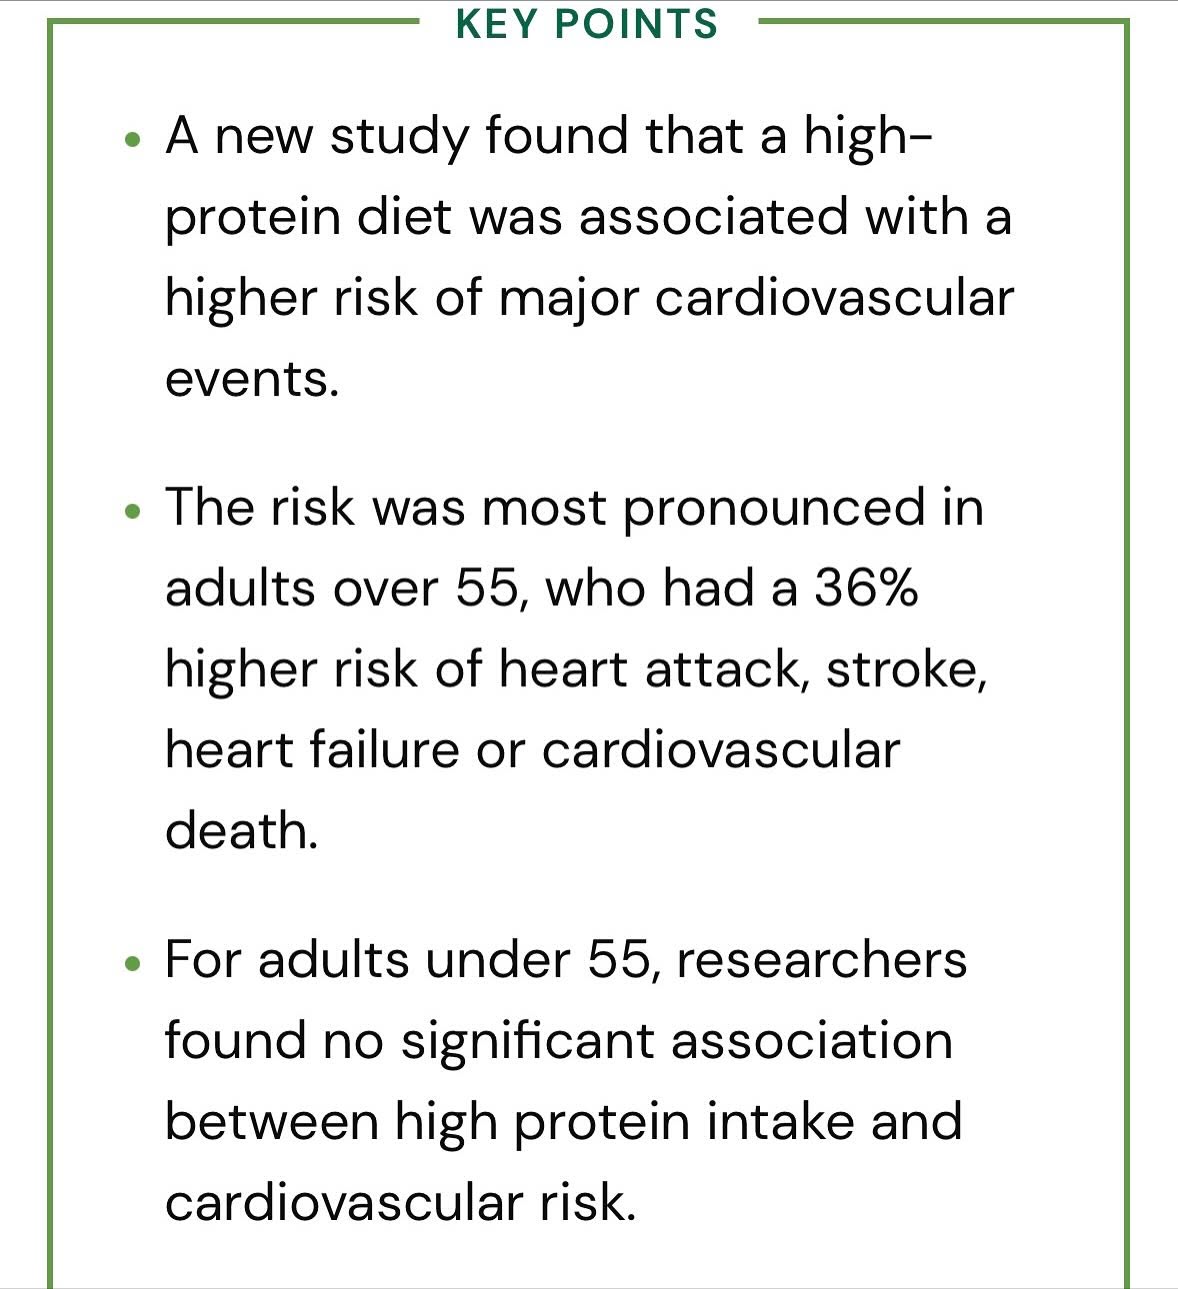 KEY POINTS
• A new study found that a high-
protein diet was associated with a
higher risk of major cardiovascular
events.
• The risk was most pronounced in
adults over 55, who had a 36%
higher risk of heart attack, stroke,
heart failure or cardiovascular
death.
• For adults under 55, researchers
found no significant association
between high protein intake and
cardiovascular risk.